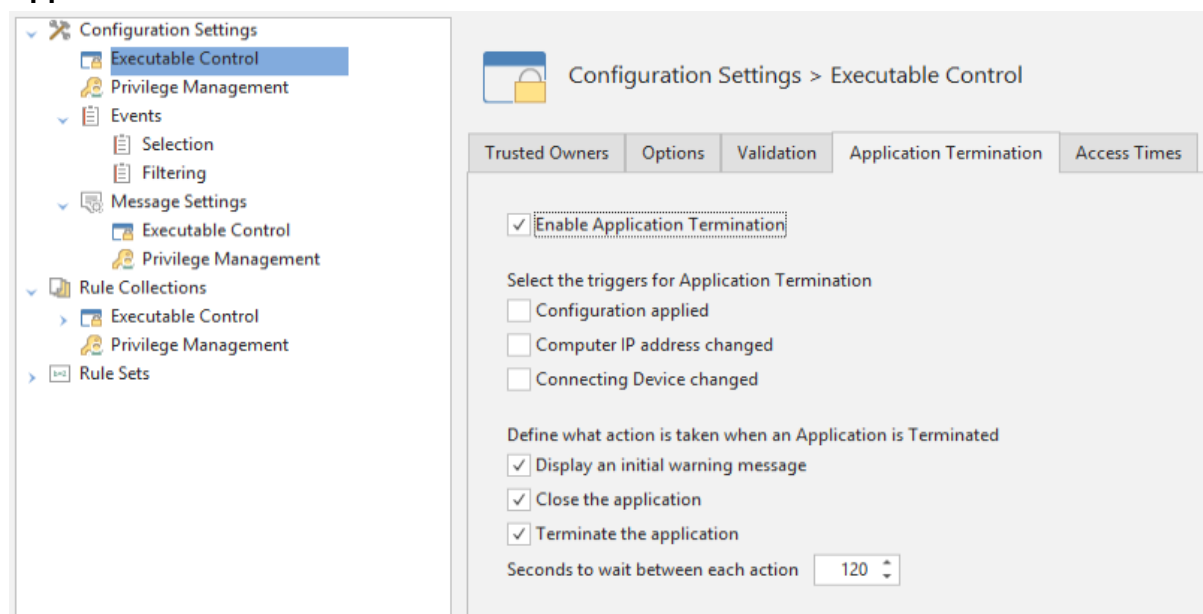 Configuration Settings
Executable Control
Privilege Management
Events
Selection
Filtering
Message Settings
Executable Control
Privilege Management
Rule Collections
Executable Control
Privilege Management
Rule Sets
Configuration Settings > Executable Control
Trusted Owners Options Validation Application Termination Access Times
Enable Application Termination
Select the triggers for Application Termination
Configuration applied
Computer IP address changed
Connecting Device changed
Define what action is taken when an Application is Terminated
Display an initial warning message
Close the application
Terminate the application
Seconds to wait between each action 120